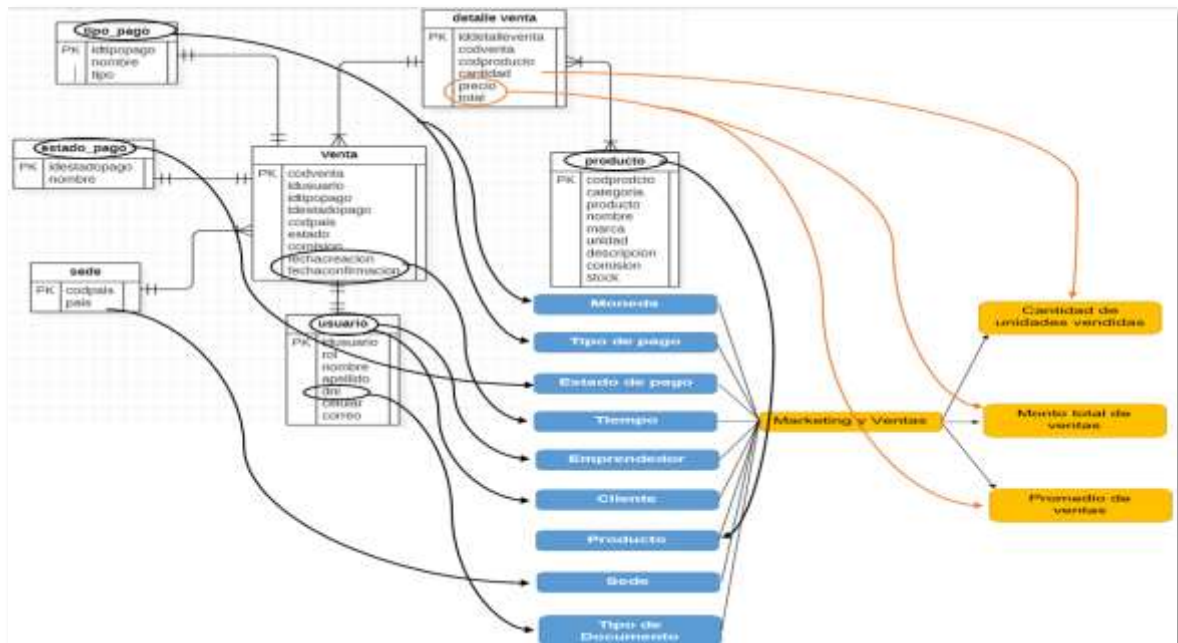 tipo_pago
PK idtipopago
nombre
tipo
detalle venta
PK iddetalleventa
codventa
codproducto
cantidad
precio
total
estado_pago
PK idestadopago
nombre
venta
PK codventa
idusuario
idtipopago
idestadopago
codpais
estado
comision
fechacreacion
fechaconfirmacion
producto
PK codprodcto
categoria
producto
nombre
marca
unidad
descripcion
comision
stock
sede
PK codpais
pais
usuario
PK idusuario
rol
nombre
apellido
dni
celular
correo
Moneda
Tipo de pago
Estado de pago
Tiempo
Emprendedor
Cliente
Producto
Sede
Tipo de
Documento
Marketing y Ventas
Cantidad de
unidades vendidas
Monto total de
ventas
Promedio de
ventas